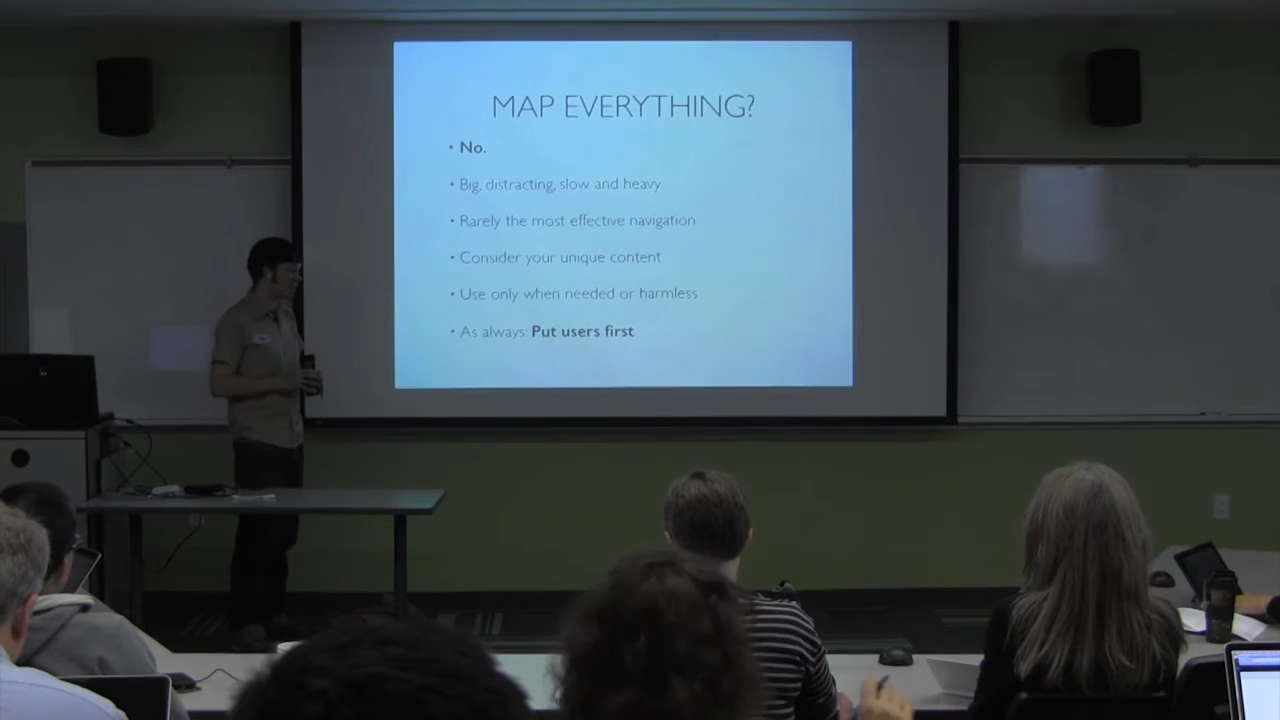 MAP EVERYTHING?
• No.
• Big, distracting, slow and heavy
• Rarely the most effective navigation
• Consider your unique content
• Use only when needed or harmless
• As always: Put users first